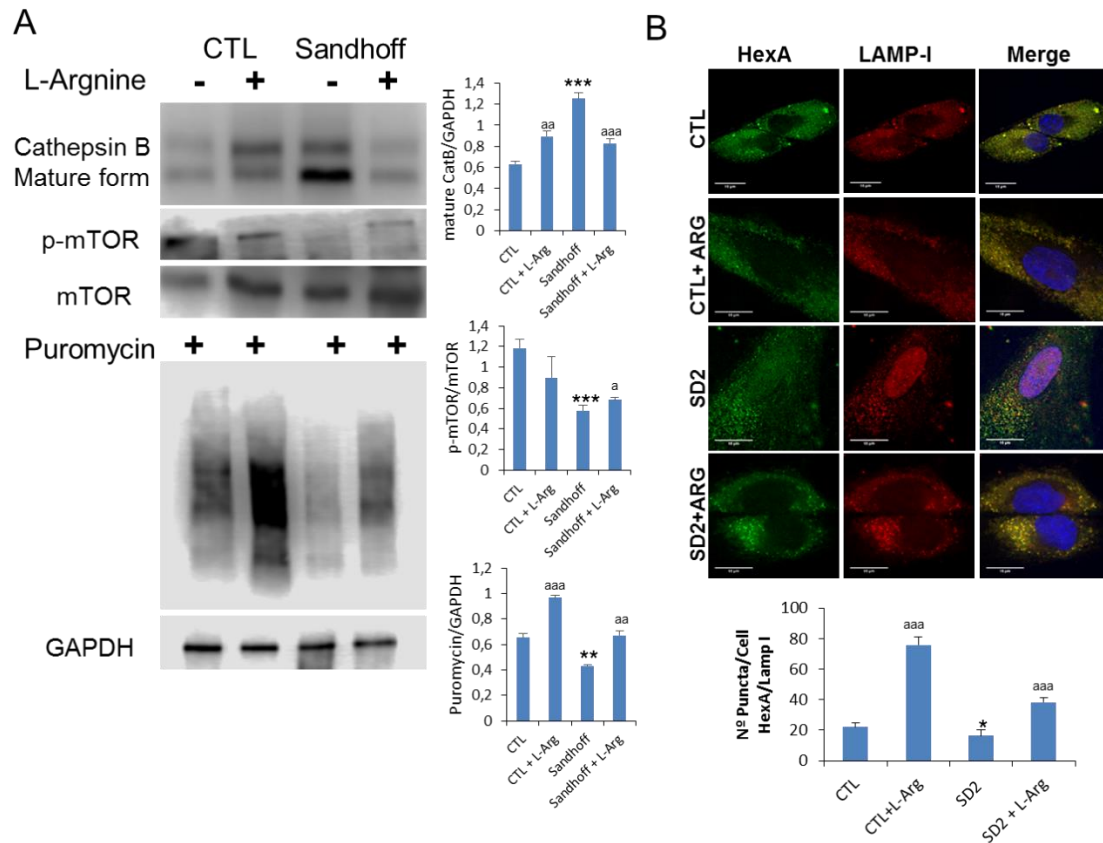 A
CTL Sandhoff
L-Argnine - + - +
Cathepsin B
Mature form
p-mTOR
mTOR
Puromycin + + + +
GAPDH
mature CatB/GAPDH
1,4
1,2
1
0,8
0,6
0,4
0,2
0
aa
***
aaa
CTL
CTL + L-Arg
Sandhoff
Sandhoff + L-Arg
p-mTOR/mTOR
1,4
1,2
1
0,8
0,6
0,4
0,2
0
***
a
CTL
CTL + L-Arg
Sandhoff
Sandhoff + L-Arg
Puromycin/GAPDH
1,2
1
0,8
0,6
0,4
0,2
0
aaa
**
aa
CTL
CTL + L-Arg
Sandhoff
Sandhoff + L-Arg
B
HexA LAMP-I Merge
CTL
CTL+ ARG
SD2
SD2+ARG
Nº Puncta/Cell
HexA/Lamp I
100
80
60
40
20
0
aaa
*
aaa
CTL
CTL+L-Arg
SD2
SD2 + L-Arg